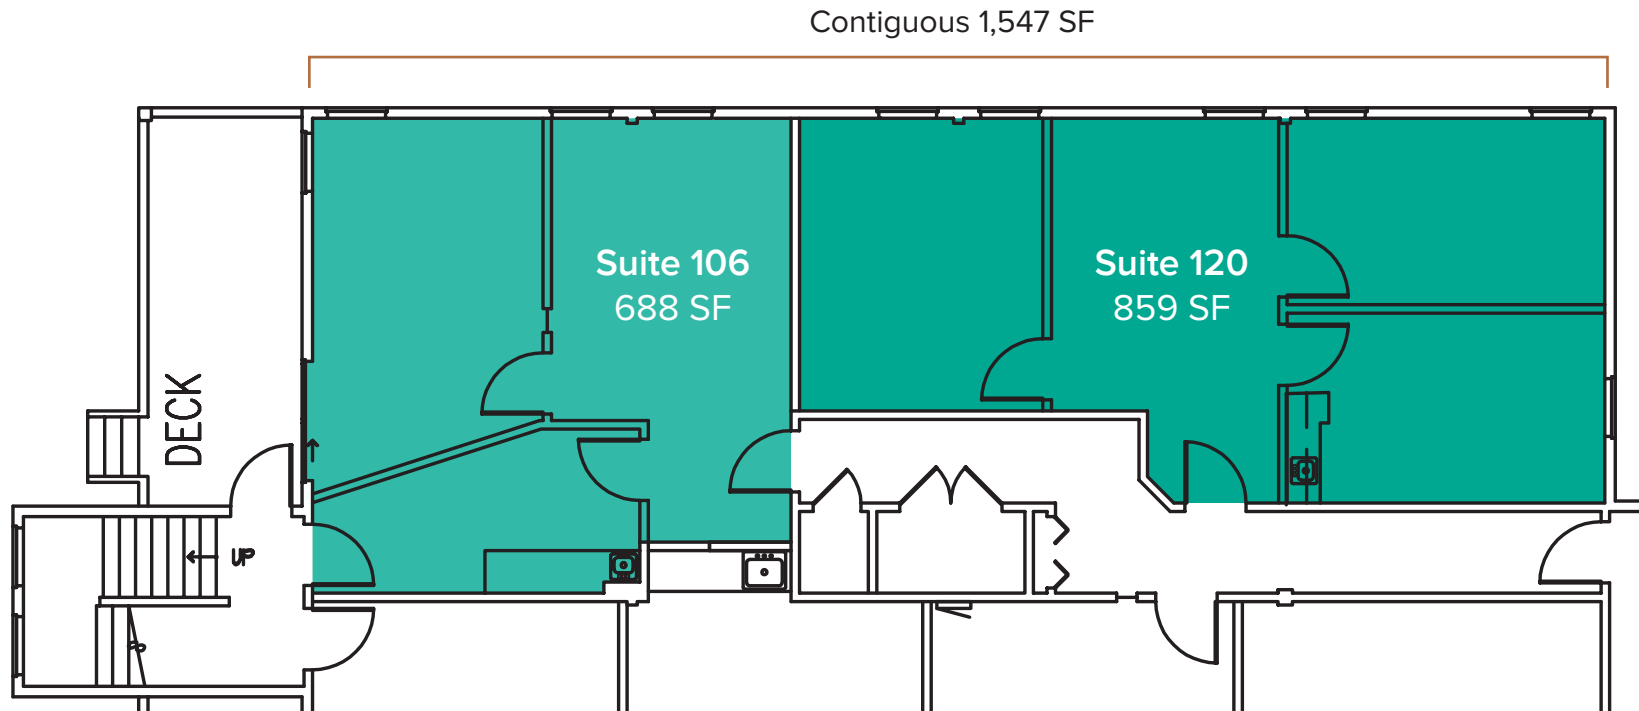 Contiguous 1,547 SF
Suite 106
688 SF
Suite 120
859 SF
DECK
UP